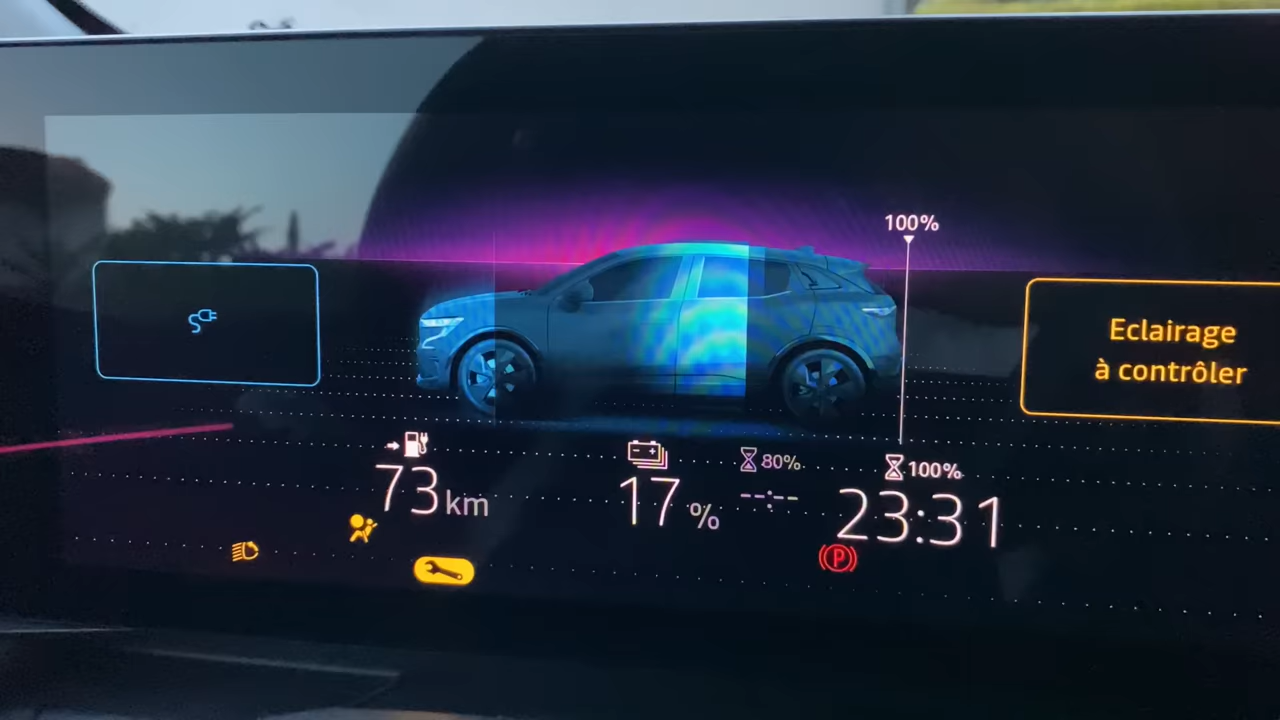 100%
Eclairage
à contrôler
73 km
17 %
80%
--:--
100%
23:31
P